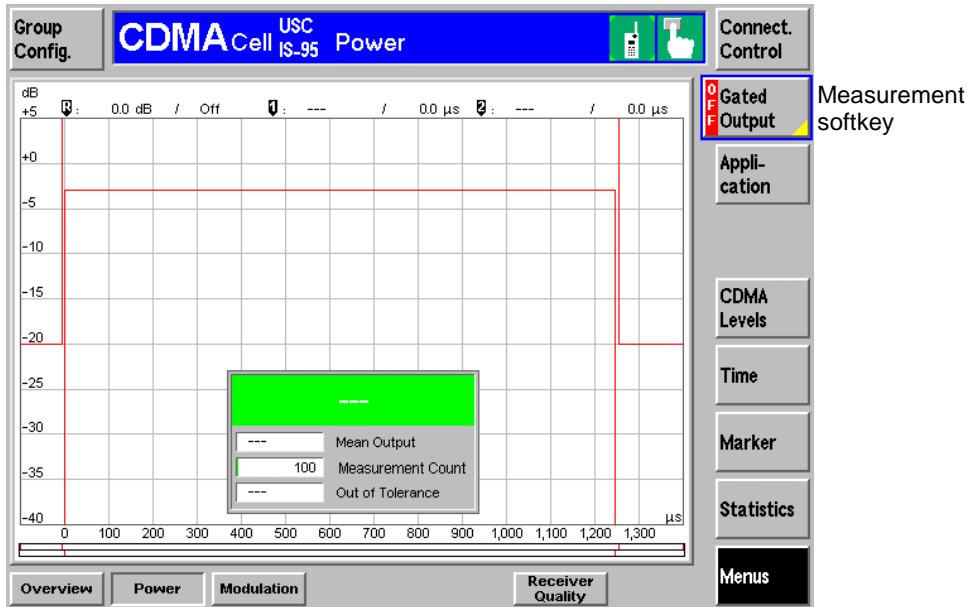 Group
Config.
CDMA Cell USC IS-95 Power
Connect.
Control
dB
+5 R : 0.0 dB / Off 1 : --- / 0.0 µs 2 : --- / 0.0 µs
OFF Gated
Output
Measurement
softkey
+0
Appli-
cation
-5
-10
-15
CDMA
Levels
-20
Time
-25
---
-30
--- Mean Output
Marker
100 Measurement Count
-35
--- Out of Tolerance
Statistics
-40 µs
0 100 200 300 400 500 600 700 800 900 1,000 1,100 1,200 1,300
Menus
Overview Power Modulation Receiver
Quality